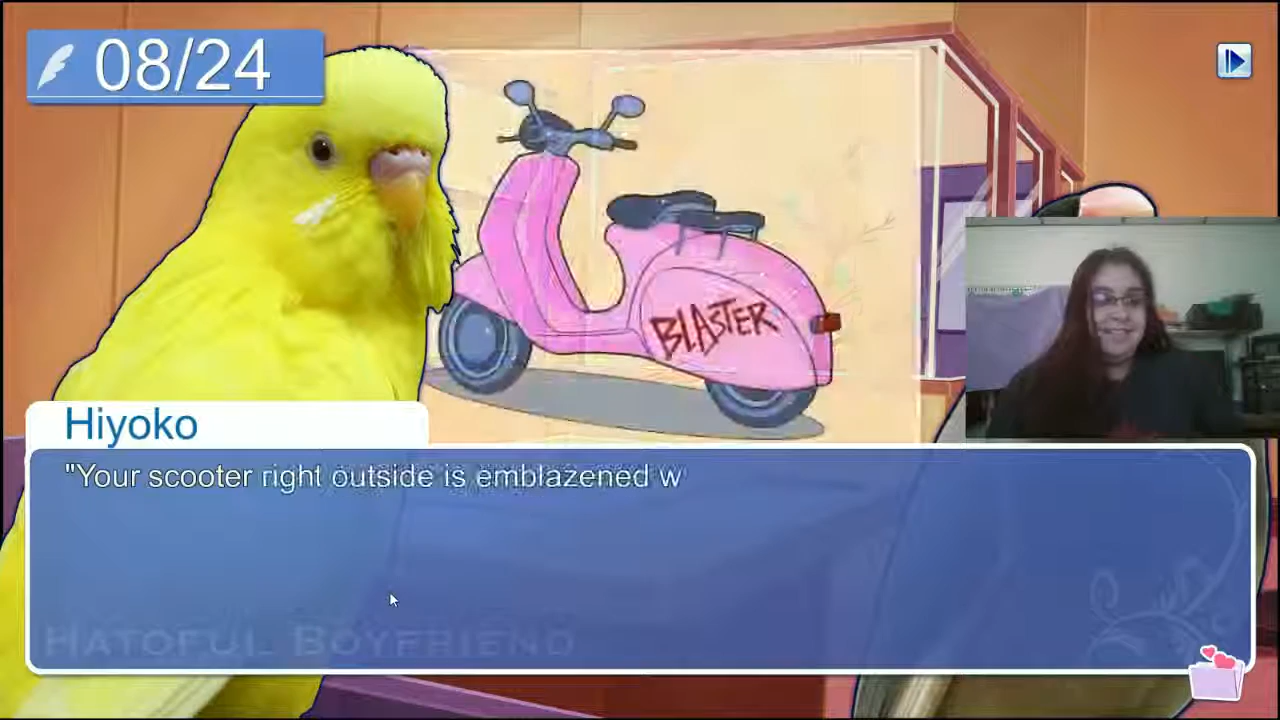 08/24
BLASTER
Hiyoko
"Your scooter right outside is emblazened w
HATOFUL BOYFRIEND